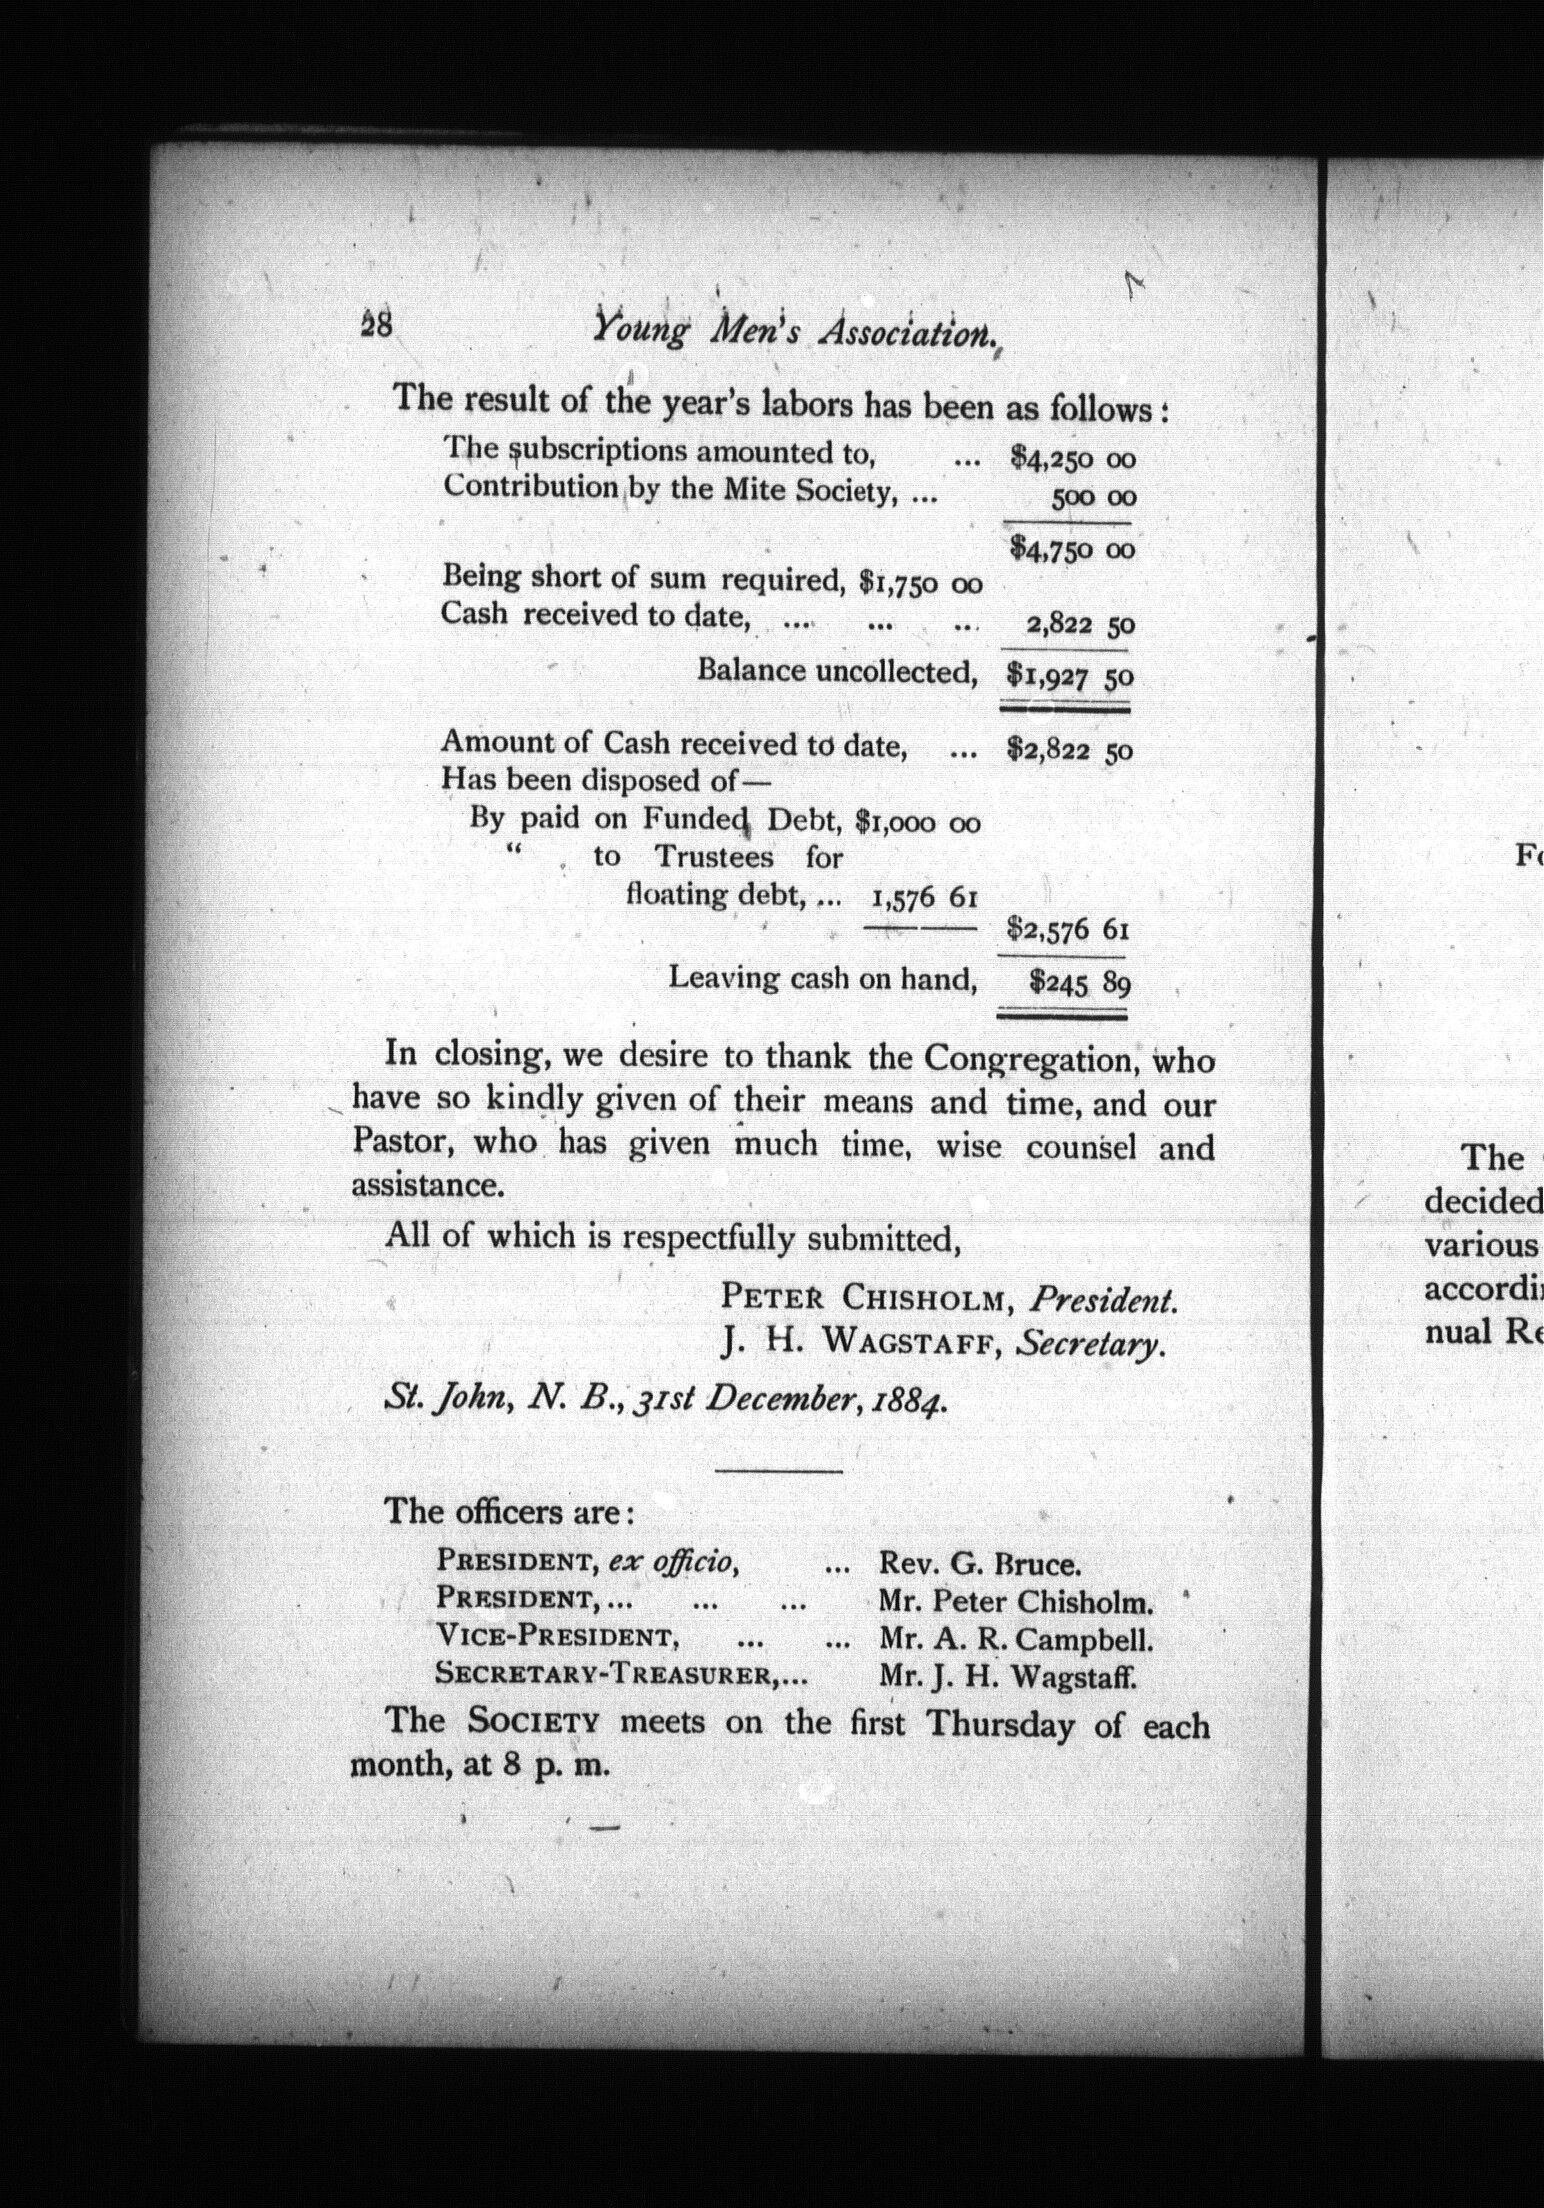 28 Young Men's Association.
The result of the year's labors has been as follows:
The subscriptions amounted to, ... $4,250 00
Contribution by the Mite Society, ... 500 00
$4,750 00
Being short of sum required, $1,750 00
Cash received to date, ... ... ... 2,822 50
Balance uncollected, $1,927 50
Amount of Cash received to date, ... $2,822 50
Has been disposed of—
By paid on Funded Debt, $1,000 00
“ to Trustees for
floating debt, ... 1,576 61
$2,576 61
Leaving cash on hand, $245 89
In closing, we desire to thank the Congregation, who
have so kindly given of their means and time, and our
Pastor, who has given much time, wise counsel and
assistance.
All of which is respectfully submitted,
PETER CHISHOLM, President.
J. H. WAGSTAFF, Secretary.
St. John, N. B., 31st December, 1884.
The officers are:
PRESIDENT, ex officio, ... Rev. G. Bruce.
PRESIDENT, ... ... ... Mr. Peter Chisholm.
VICE-PRESIDENT, ... ... Mr. A. R. Campbell.
SECRETARY-TREASURER, ... Mr. J. H. Wagstaff.
The SOCIETY meets on the first Thursday of each
month, at 8 p. m.
The
decided
various
nual